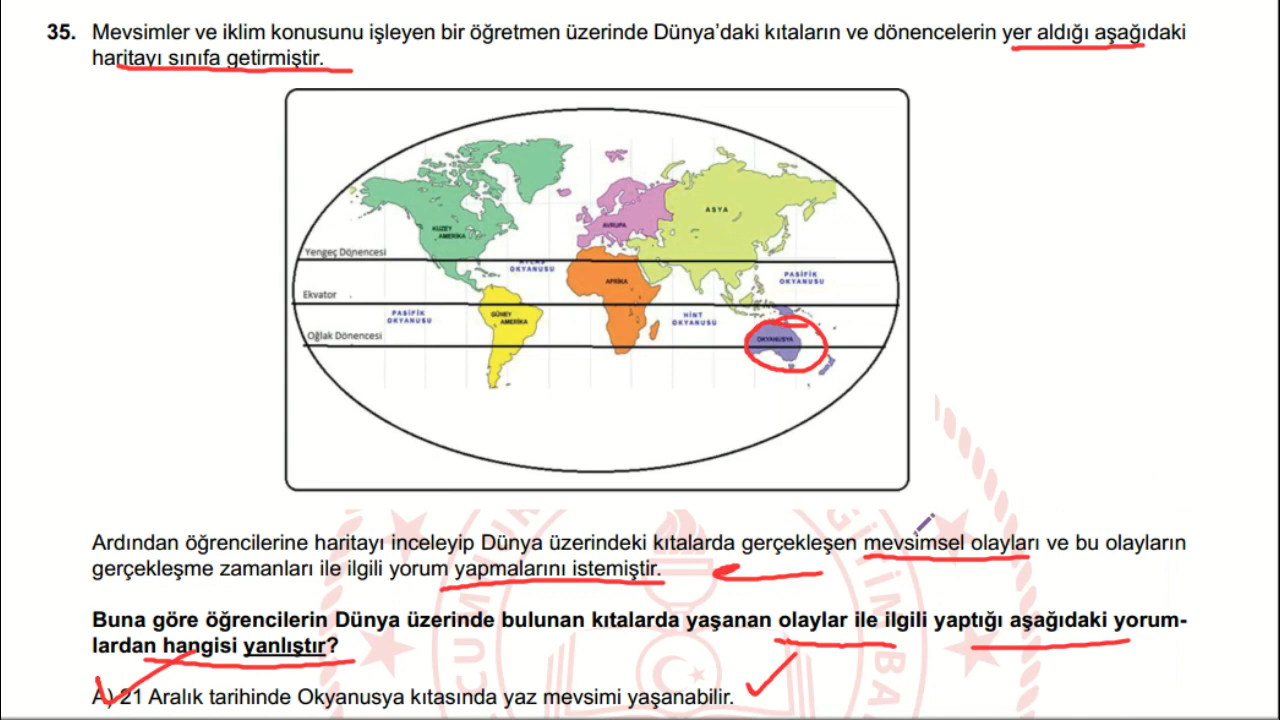 35. Mevsimler ve iklim konusunu işleyen bir öğretmen üzerinde Dünya’daki kıtaların ve dönencelerin yer aldığı aşağıdaki
haritayı sınıfa getirmiştir.
KUZEY
AMERİKA
AVRUPA
ASYA
Yengeç Dönencesi
OKYANUSU
AFRİKA
PASİFİK
OKYANUSU
Ekvator
PASİFİK
OKYANUSU
GÜNEY
AMERİKA
HİNT
OKYANUSU
Oğlak Dönencesi
OKYANUSYA
Ardından öğrencilerine haritayı inceleyip Dünya üzerindeki kıtalarda gerçekleşen mevsimsel olayları ve bu olayların
gerçekleşme zamanları ile ilgili yorum yapmalarını istemiştir.
Buna göre öğrencilerin Dünya üzerinde bulunan kıtalarda yaşanan olaylar ile ilgili yaptığı aşağıdaki yorum-
lardan hangisi yanlıştır?
A) 21 Aralık tarihinde Okyanusya kıtasında yaz mevsimi yaşanabilir.